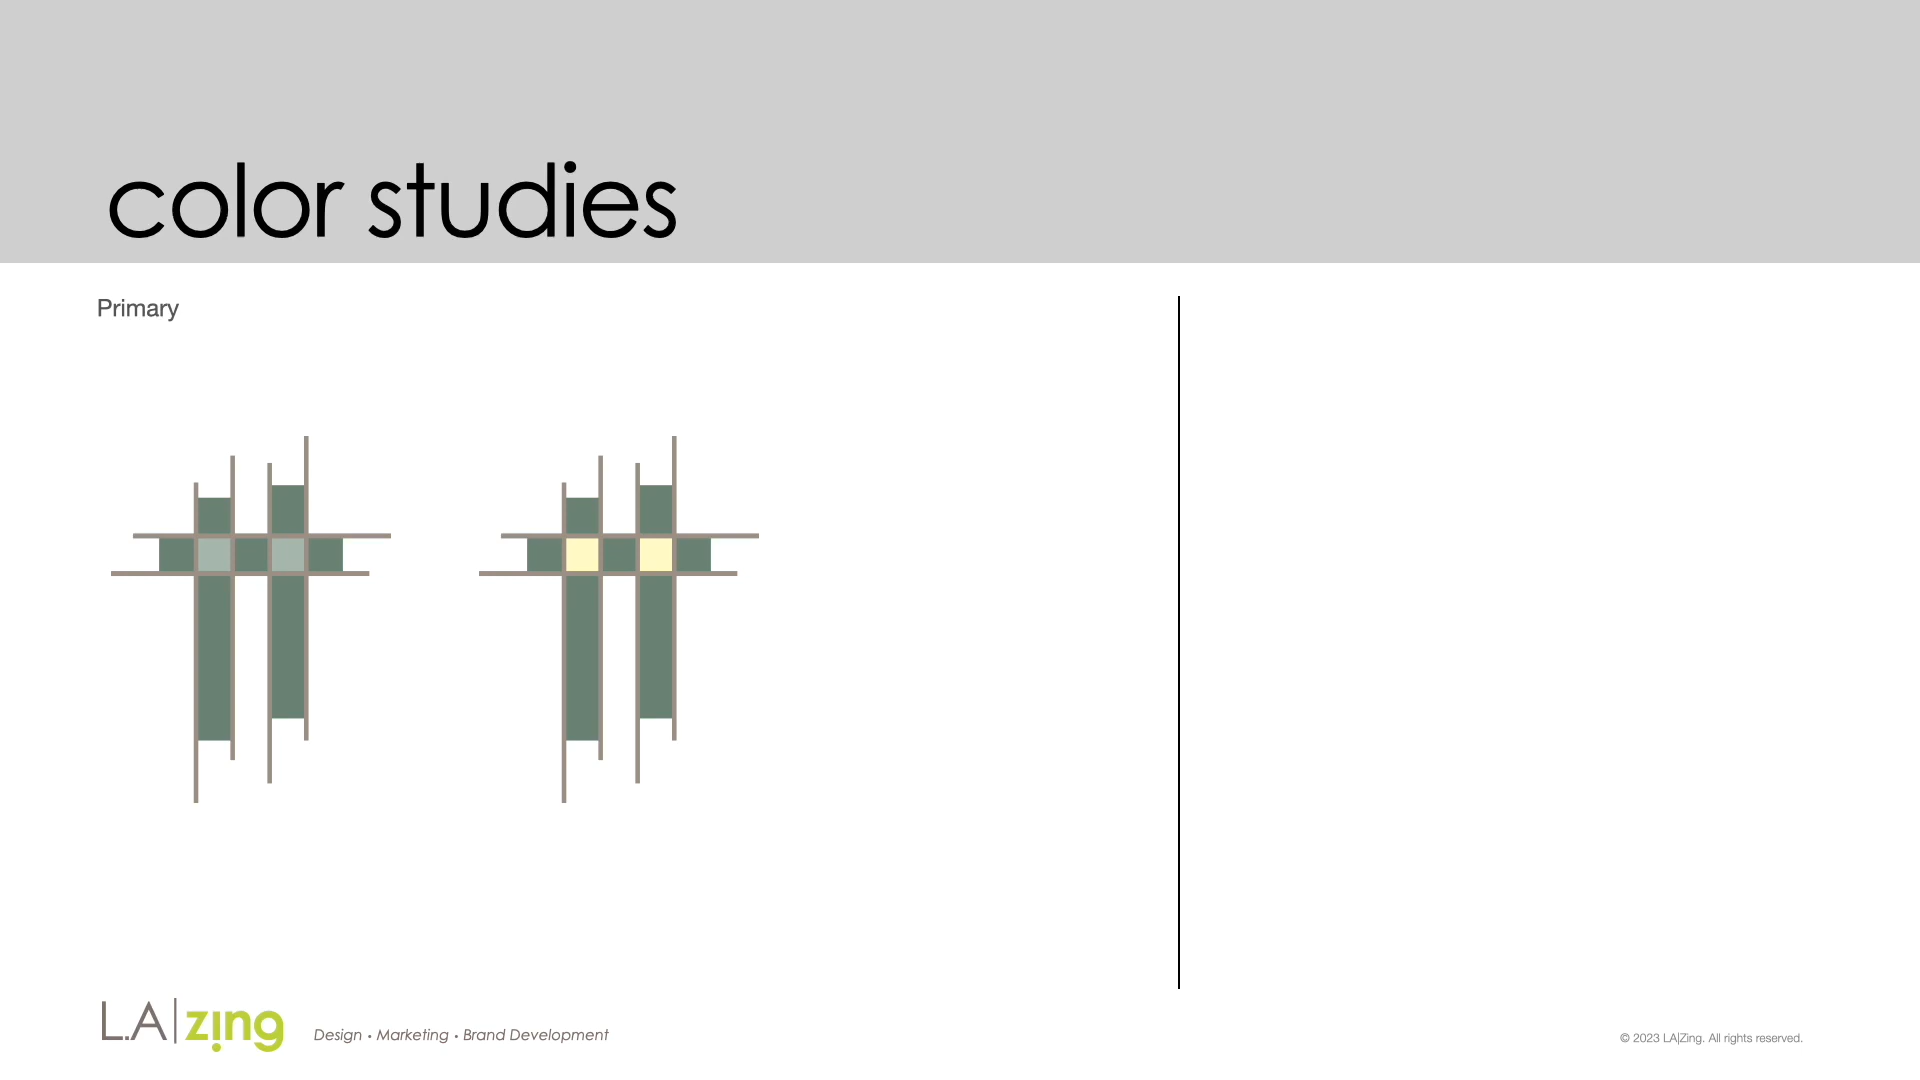 color studies
Primary
L.A|zing
Design • Marketing • Brand Development
© 2023 LA|Zing. All rights reserved.